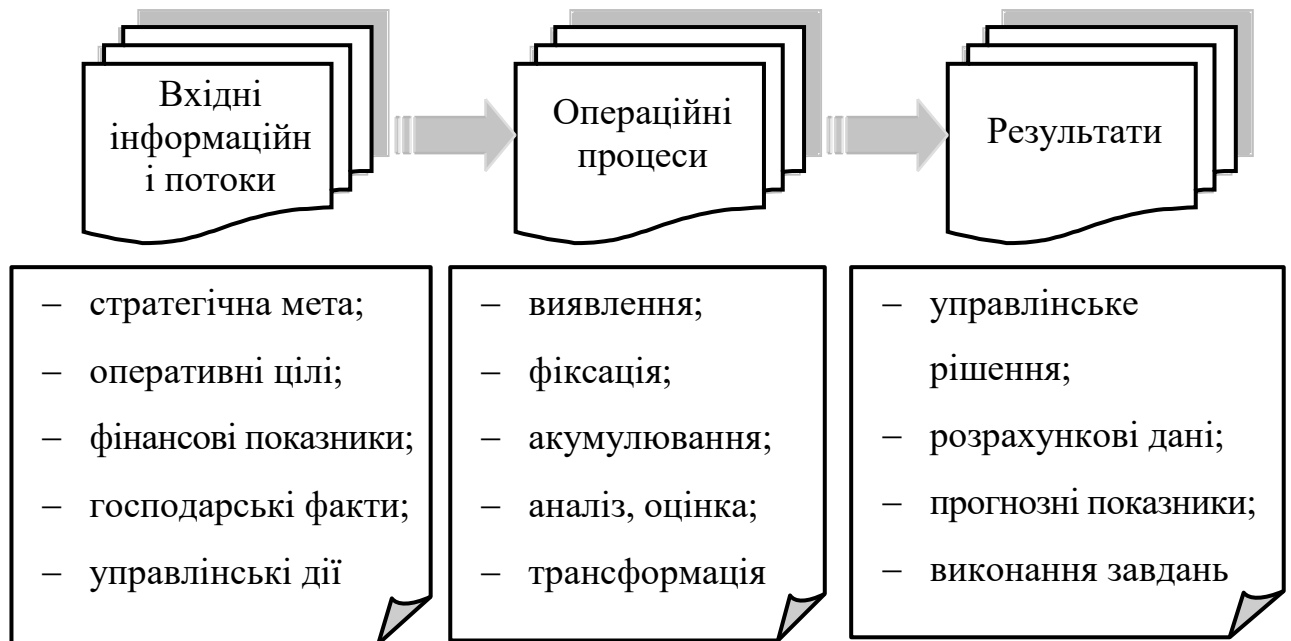 Вхідні
інформаційн
і потоки
Операційні
процеси
Результати
– стратегічна мета;
– оперативні цілі;
– фінансові показники;
– господарські факти;
– управлінські дії
– виявлення;
– фіксація;
– акумулювання;
– аналіз, оцінка;
– трансформація
– управлінське
рішення;
– розрахункові дані;
– прогнозні показники;
– виконання завдань